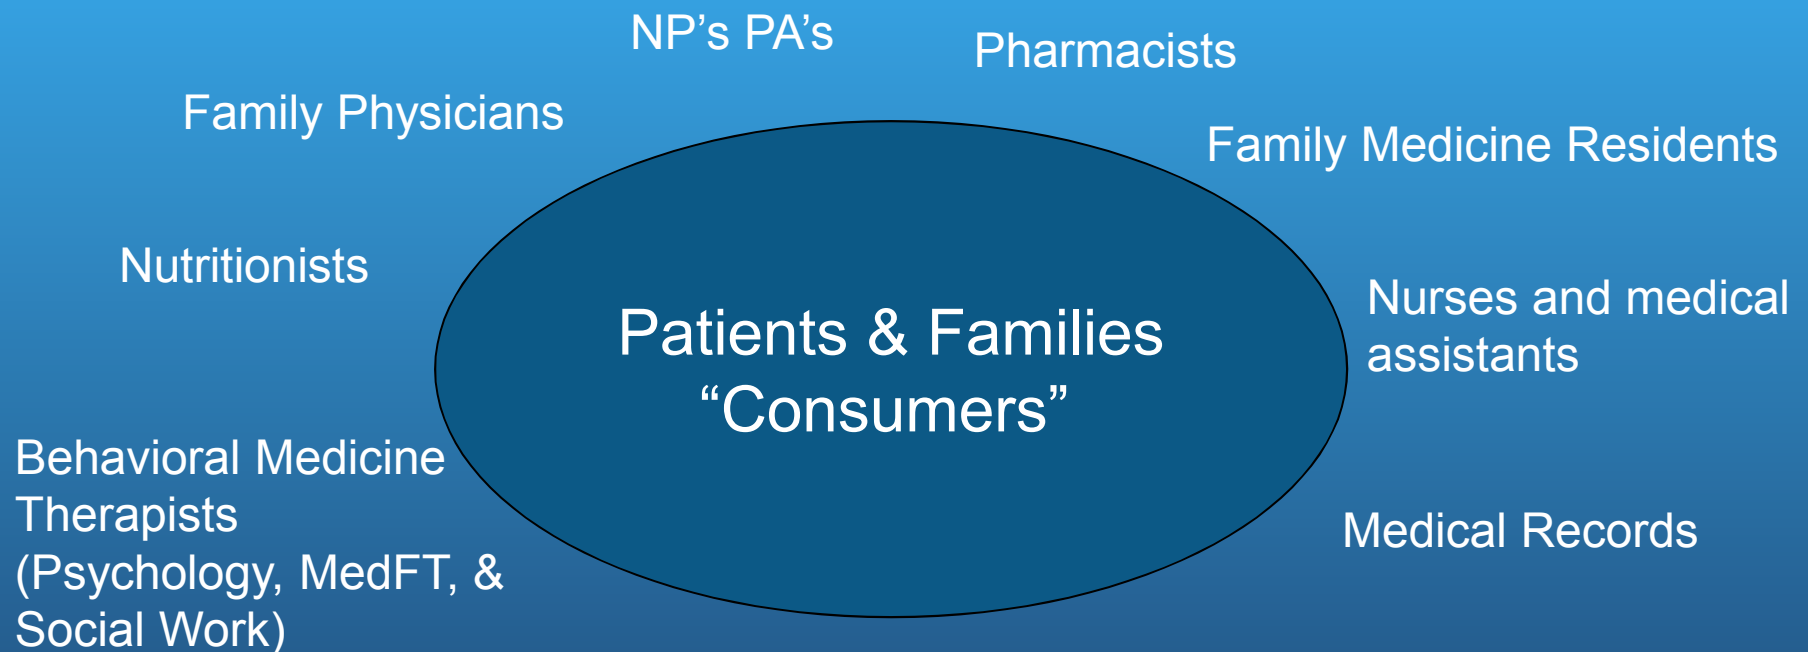 NP’s PA’s
Pharmacists
Family Physicians
Family Medicine Residents
Nutritionists
Nurses and medical
assistants
Patients & Families
“Consumers”
Behavioral Medicine
Therapists
(Psychology, MedFT, &
Social Work)
Medical Records